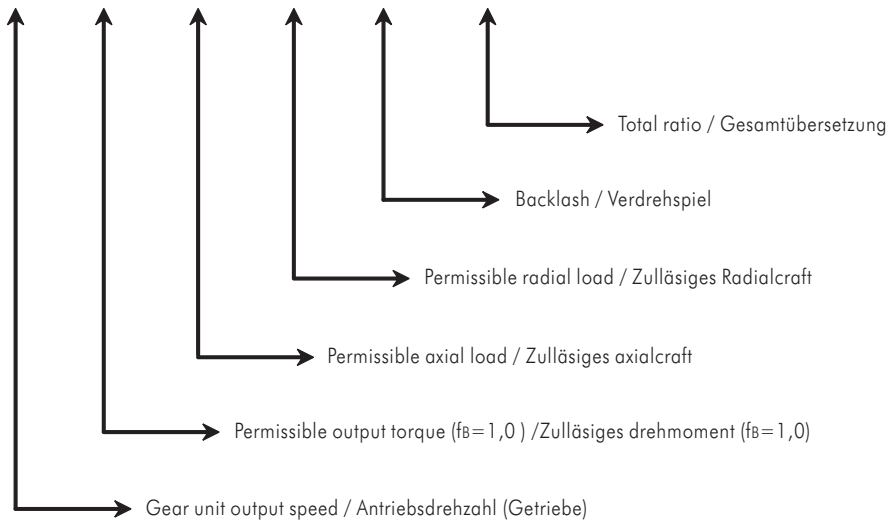 Total ratio / Gesamtübersetzung
Backlash / Verdrehspiel
Permissible radial load / Zulläsiges Radialcraft
Permissible axial load / Zulläsiges axialcraft
Permissible output torque (fB=1,0 ) /Zulläsiges drehmoment (fB=1,0)
Gear unit output speed / Antriebsdrehzahl (Getriebe)